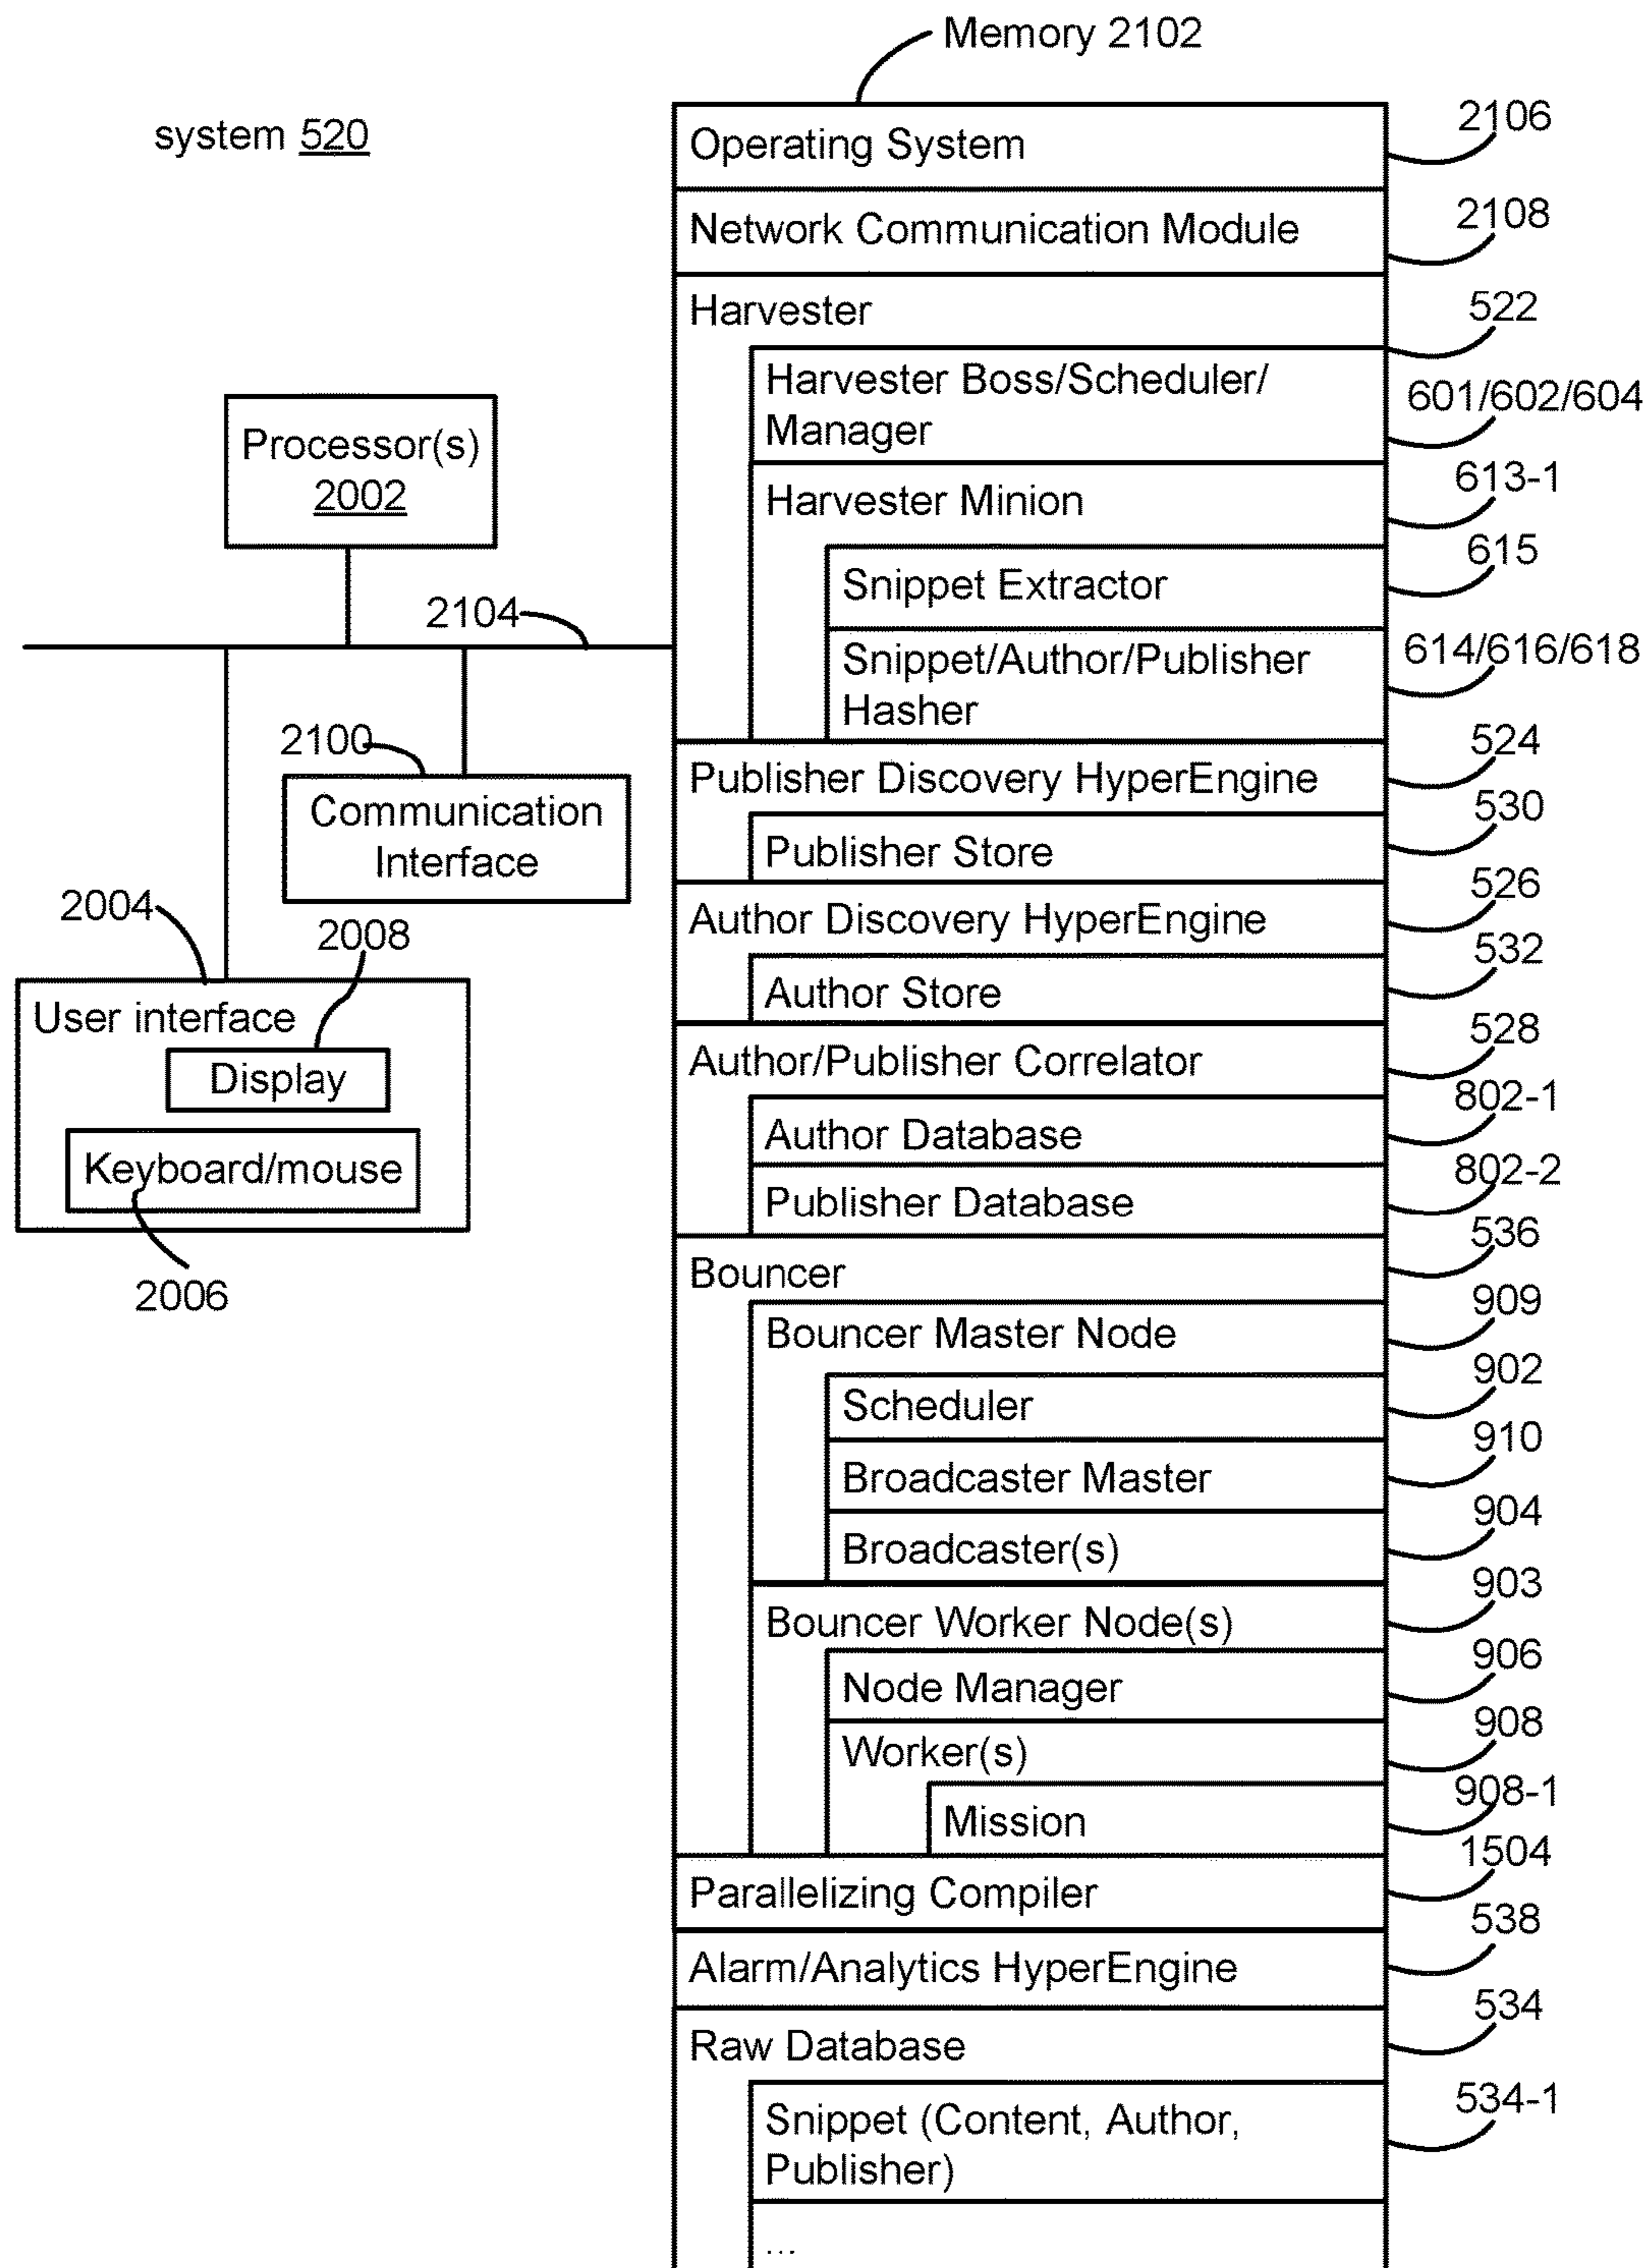 Memory 2102
system 520
Operating System
2106
Network Communication Module
2108
Harvester
522
Harvester Boss/Scheduler/
Manager
601/602/604
Harvester Minion
613-1
Snippet Extractor
615
Snippet/Author/Publisher
Hasher
614/616/618
Publisher Discovery HyperEngine
524
Publisher Store
530
Author Discovery HyperEngine
526
Author Store
532
Author/Publisher Correlator
528
Author Database
802-1
Publisher Database
802-2
Bouncer
536
Bouncer Master Node
909
Scheduler
902
Broadcaster Master
910
Broadcaster(s)
904
Bouncer Worker Node(s)
903
Node Manager
906
Worker(s)
908
Mission
908-1
Parallelizing Compiler
1504
Alarm/Analytics HyperEngine
538
Raw Database
534
Snippet (Content, Author,
Publisher)
534-1
...
Processor(s)
2002
2104
2100
Communication
Interface
2004
2008
User interface
Display
Keyboard/mouse
2006